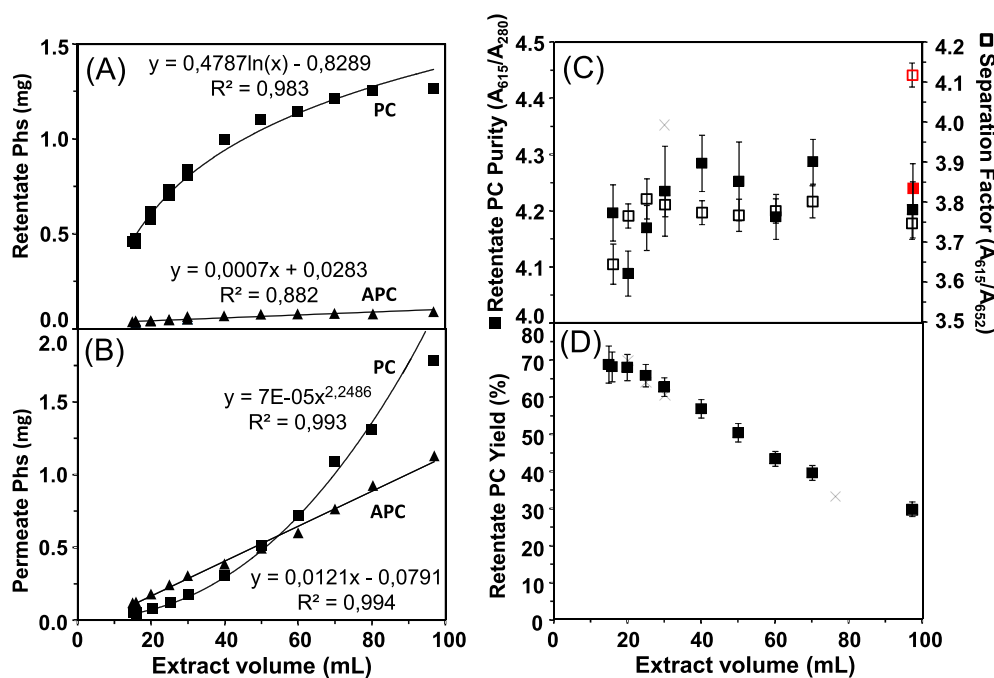 (A)
y = 0,4787ln(x) - 0,8289
R² = 0,983
PC
y = 0,0007x + 0,0283
R² = 0,882
APC
Retentate Phs (mg)
1.5
1.0
0.5
0.0
(B)
PC
y = 7E-05x^2,2486
R² = 0,993
APC
y = 0,0121x - 0,0791
R² = 0,994
Permeate Phs (mg)
2.0
1.5
1.0
0.5
0.0
0 20 40 60 80 100
Extract volume (mL)
(C)
■ Retentate PC Purity (A615/A280)
4.5
4.4
4.3
4.2
4.1
4.0
□ Separation Factor (A615/A652)
4.2
4.1
4.0
3.9
3.8
3.7
3.6
3.5
(D)
Retentate PC Yield (%)
80
70
60
50
40
30
20
10
0
0 20 40 60 80 100
Extract volume (mL)